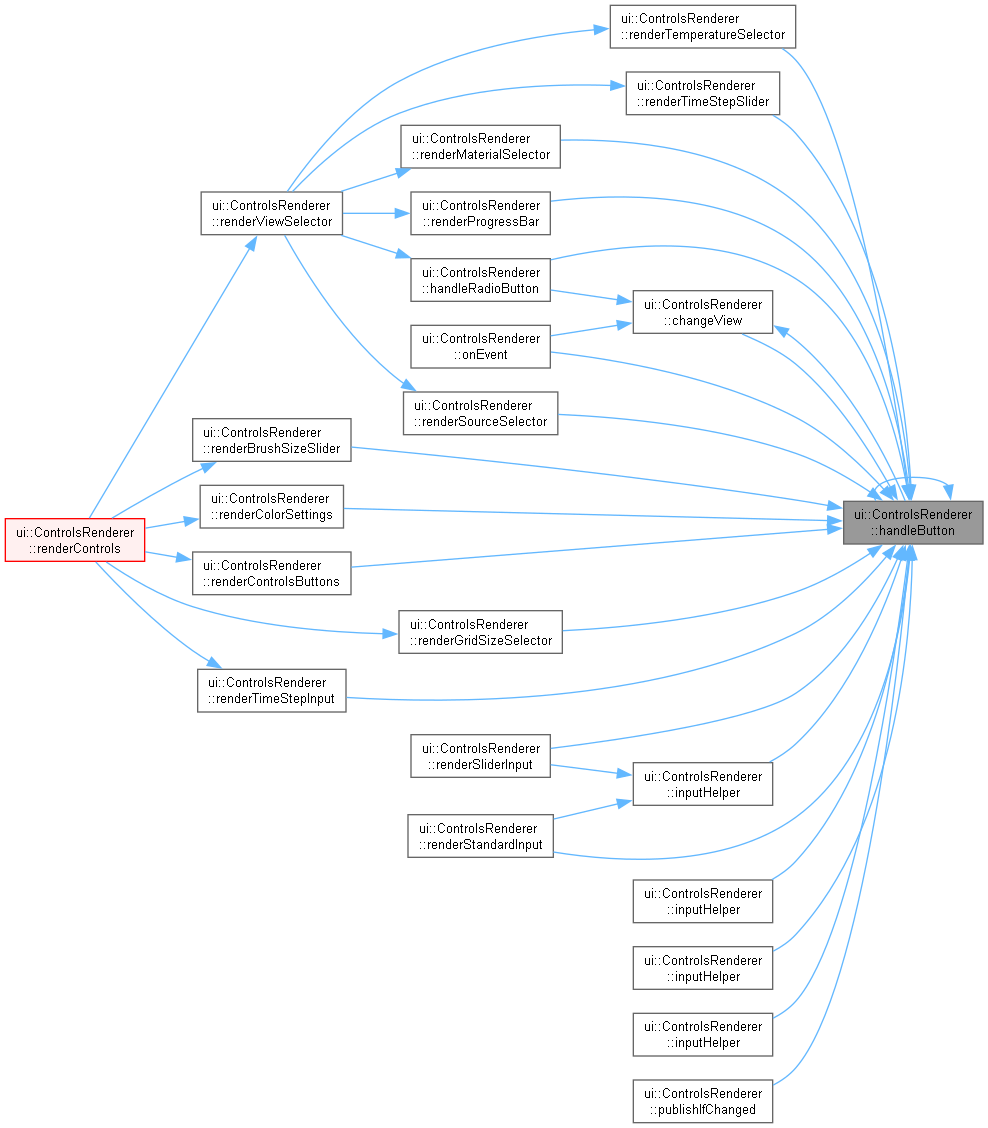 ui::ControlsRenderer
::renderTemperatureSelector
ui::ControlsRenderer
::renderTimeStepSlider
ui::ControlsRenderer
::renderMaterialSelector
ui::ControlsRenderer
::renderViewSelector
ui::ControlsRenderer
::renderProgressBar
ui::ControlsRenderer
::handleRadioButton
ui::ControlsRenderer
::changeView
ui::ControlsRenderer
::onEvent
ui::ControlsRenderer
::renderSourceSelector
ui::ControlsRenderer
::renderBrushSizeSlider
ui::ControlsRenderer
::renderColorSettings
ui::ControlsRenderer
::handleButton
ui::ControlsRenderer
::renderControls
ui::ControlsRenderer
::renderControlsButtons
ui::ControlsRenderer
::renderGridSizeSelector
ui::ControlsRenderer
::renderTimeStepInput
ui::ControlsRenderer
::renderSliderInput
ui::ControlsRenderer
::inputHelper
ui::ControlsRenderer
::renderStandardInput
ui::ControlsRenderer
::inputHelper
ui::ControlsRenderer
::inputHelper
ui::ControlsRenderer
::inputHelper
ui::ControlsRenderer
::publishIfChanged